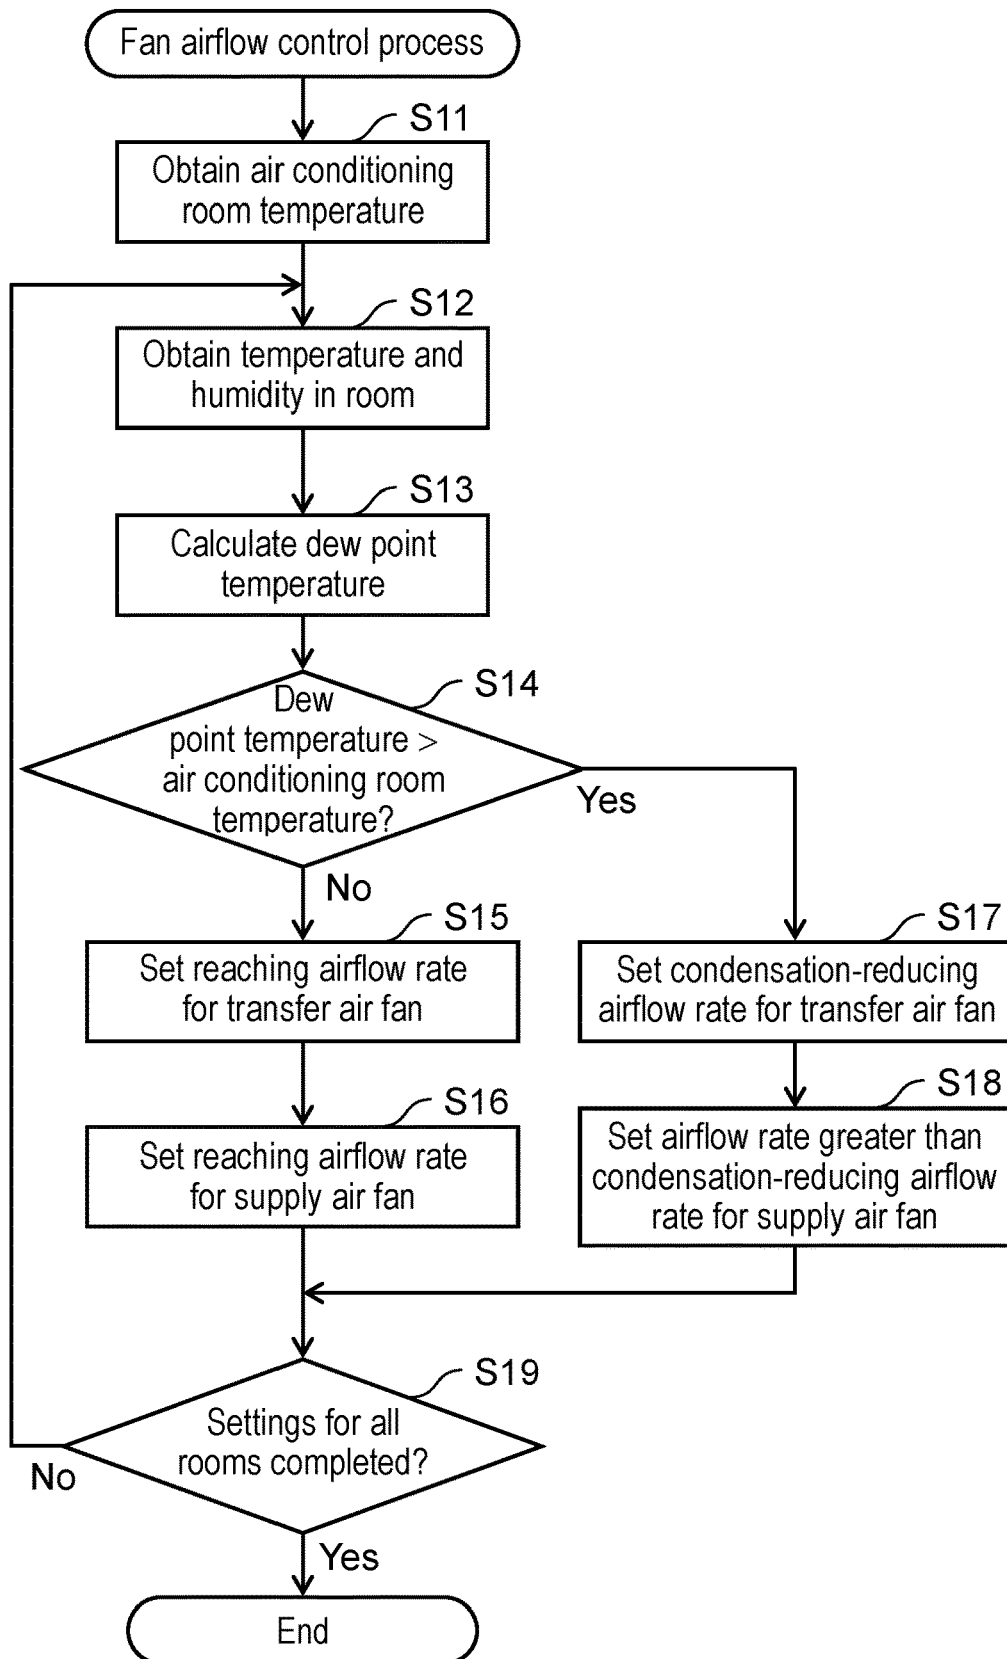 Fan airflow control process
S11
Obtain air conditioning
room temperature
S12
Obtain temperature and
humidity in room
S13
Calculate dew point
temperature
S14
Dew
point temperature >
air conditioning room
temperature?
Yes
No
S15
Set reaching airflow rate
for transfer air fan
S16
Set reaching airflow rate
for supply air fan
S17
Set condensation-reducing
airflow rate for transfer air fan
S18
Set airflow rate greater than
condensation-reducing airflow
rate for supply air fan
S19
Settings for all
rooms completed?
No
Yes
End